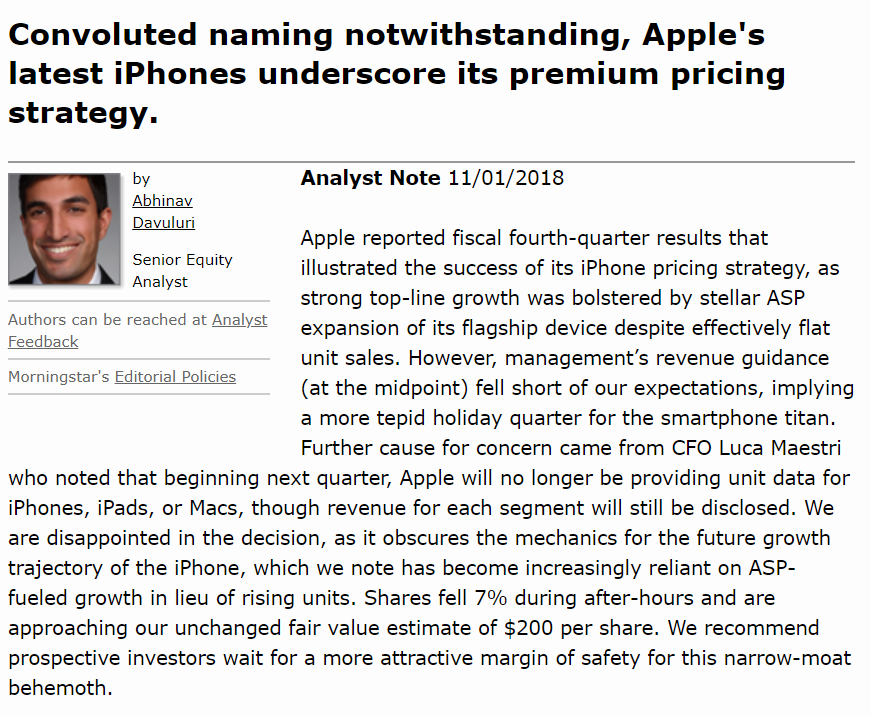 Convoluted naming notwithstanding, Apple's
latest iPhones underscore its premium pricing
strategy.
by
Abhinav
Davuluri
Senior Equity
Analyst
Authors can be reached at Analyst
Feedback
Morningstar's Editorial Policies
Analyst Note 11/01/2018
Apple reported fiscal fourth-quarter results that
illustrated the success of its iPhone pricing strategy, as
strong top-line growth was bolstered by stellar ASP
expansion of its flagship device despite effectively flat
unit sales. However, management’s revenue guidance
(at the midpoint) fell short of our expectations, implying
a more tepid holiday quarter for the smartphone titan.
Further cause for concern came from CFO Luca Maestri
who noted that beginning next quarter, Apple will no longer be providing unit data for
iPhones, iPads, or Macs, though revenue for each segment will still be disclosed. We
are disappointed in the decision, as it obscures the mechanics for the future growth
trajectory of the iPhone, which we note has become increasingly reliant on ASP-
fueled growth in lieu of rising units. Shares fell 7% during after-hours and are
approaching our unchanged fair value estimate of $200 per share. We recommend
prospective investors wait for a more attractive margin of safety for this narrow-moat
behemoth.